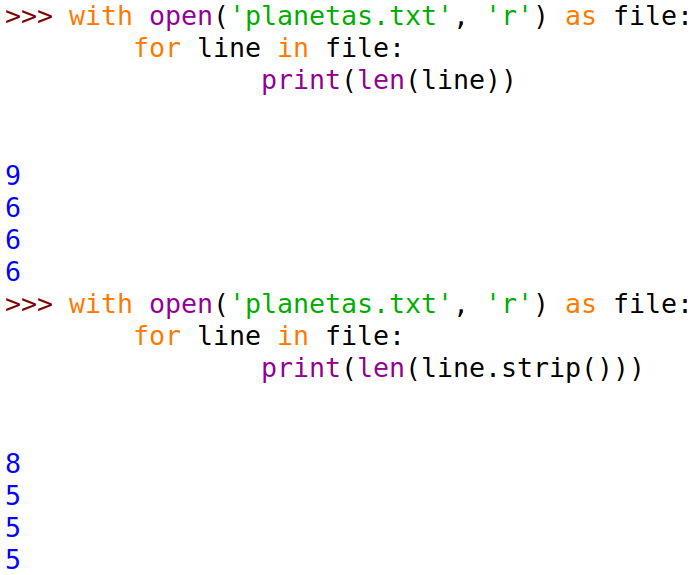 >>> with open('planetas.txt', 'r') as file:
        for line in file:
                print(len(line))
9
6
6
6
>>> with open('planetas.txt', 'r') as file:
        for line in file:
                print(len(line.strip()))
8
5
5
5